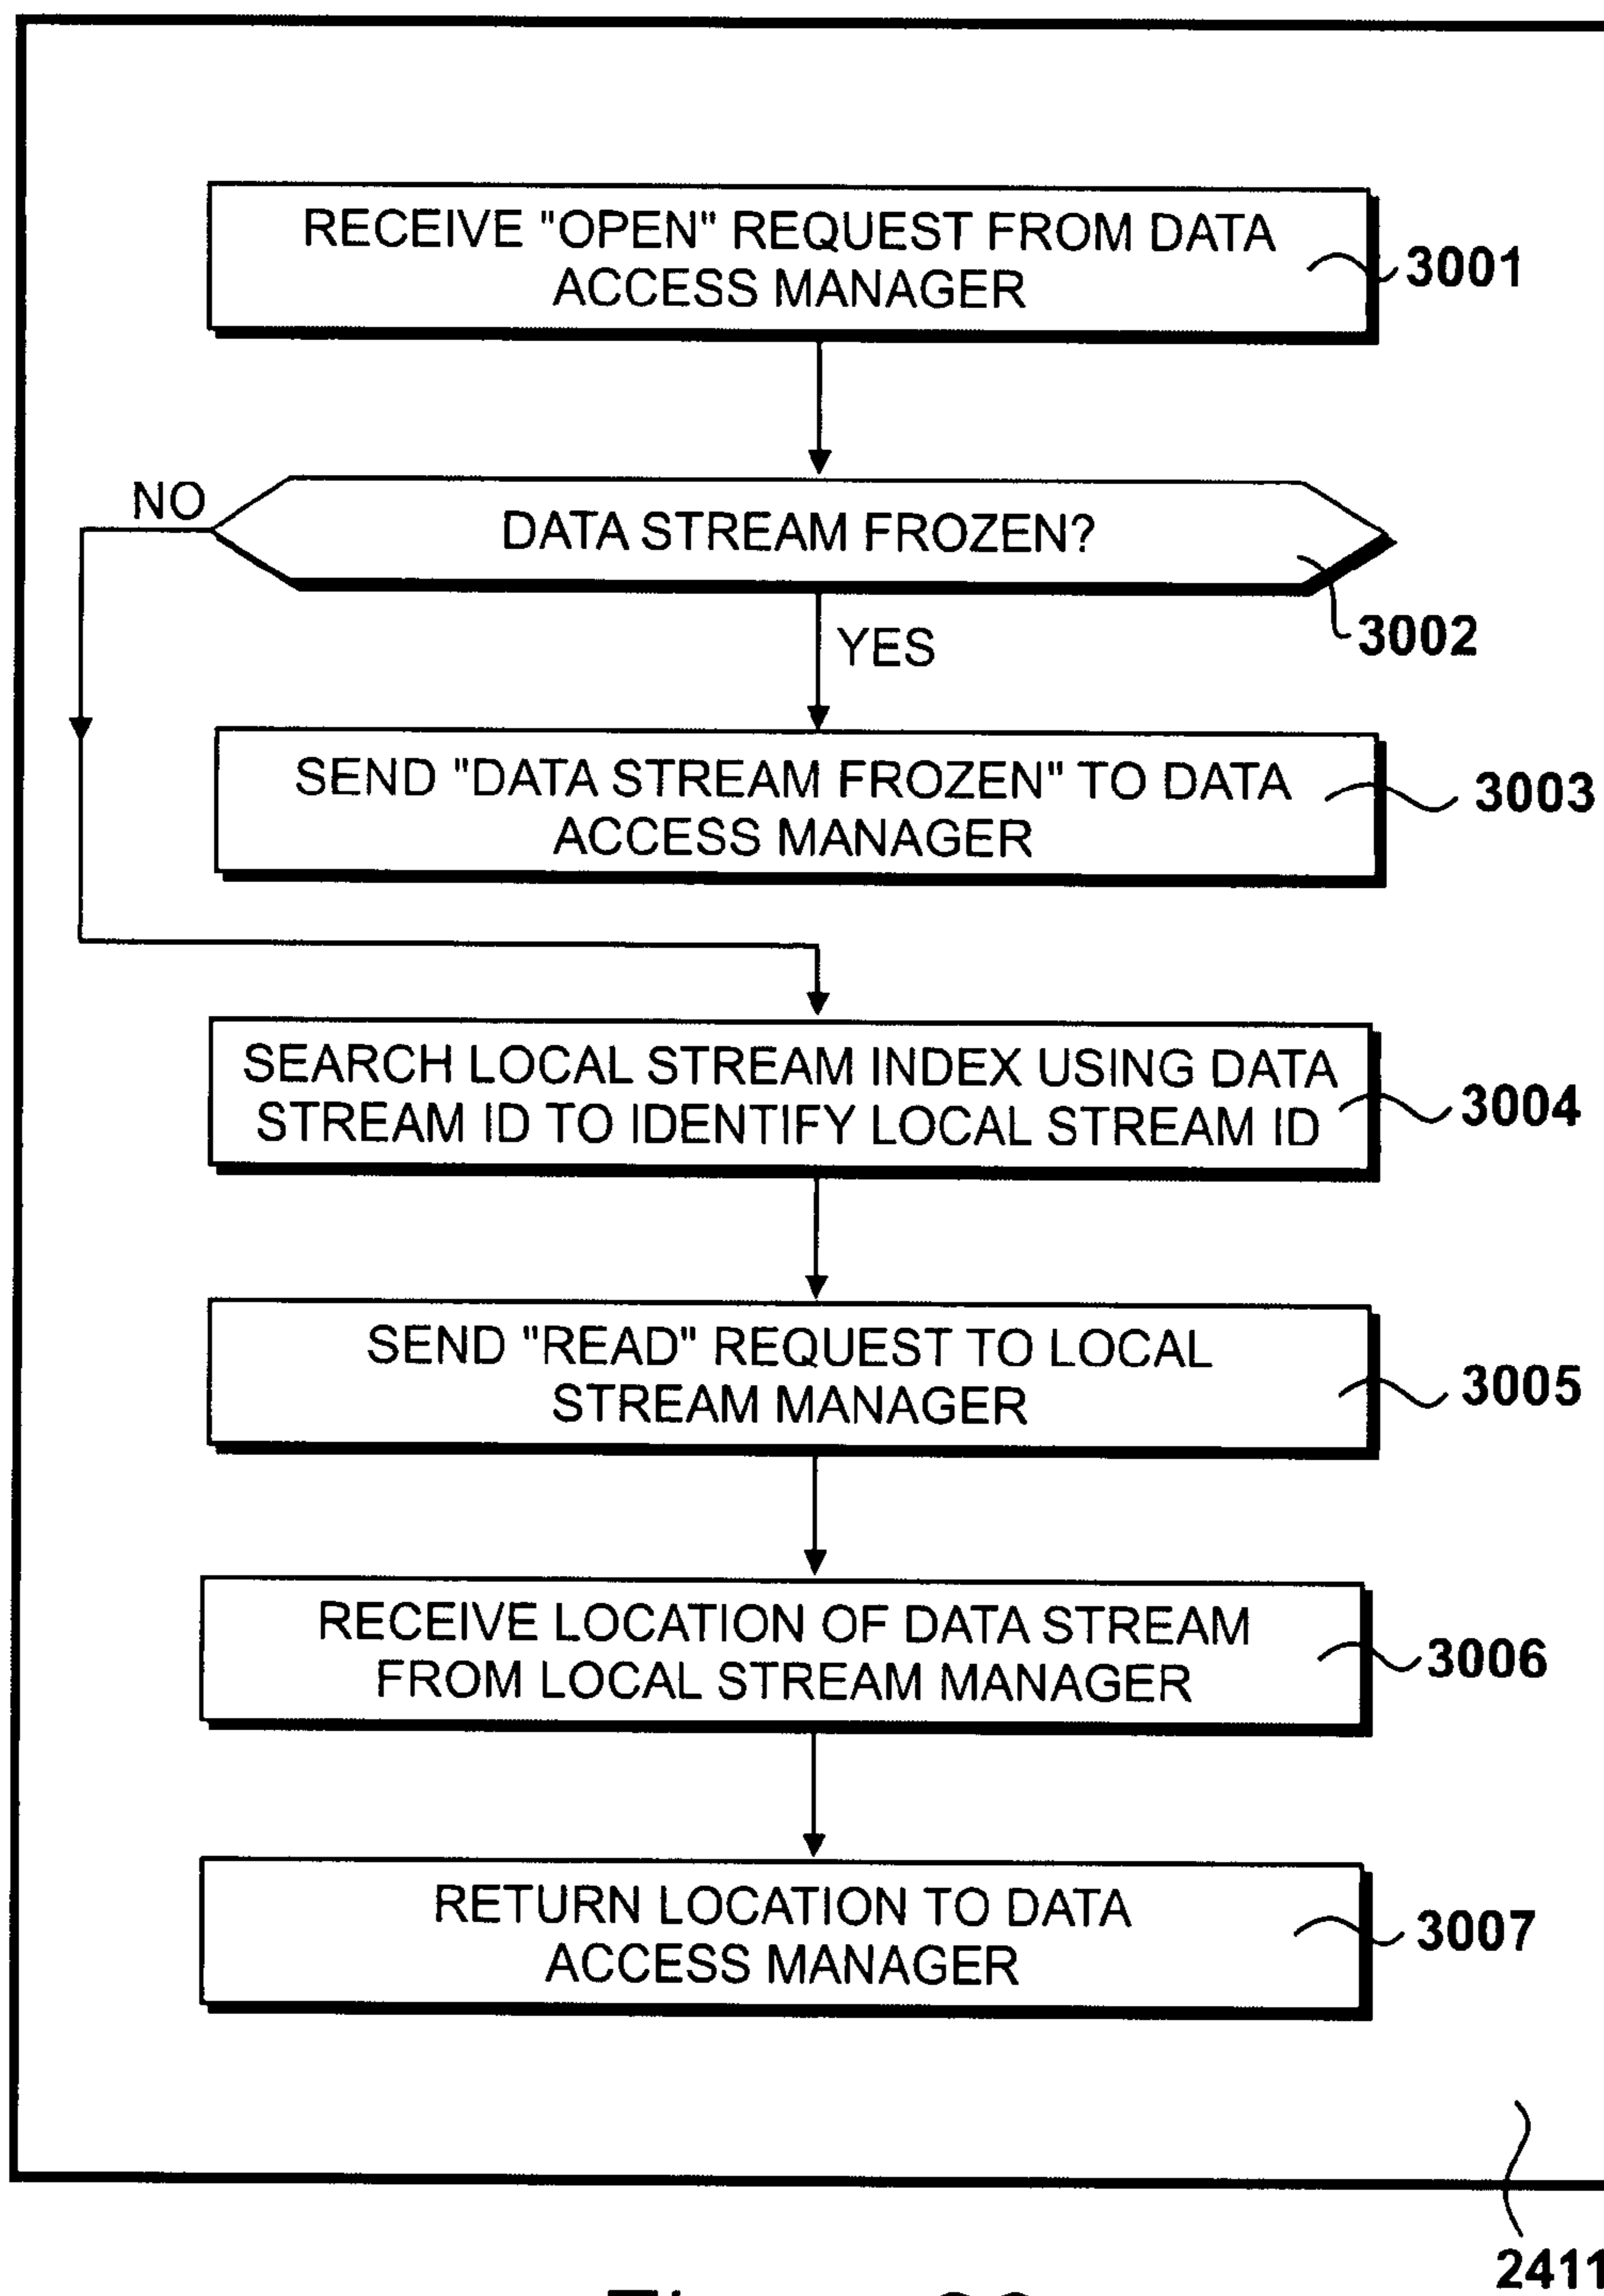 RECEIVE "OPEN" REQUEST FROM DATA
ACCESS MANAGER
3001
NO
DATA STREAM FROZEN?
3002
YES
SEND "DATA STREAM FROZEN" TO DATA
ACCESS MANAGER
3003
SEARCH LOCAL STREAM INDEX USING DATA
STREAM ID TO IDENTIFY LOCAL STREAM ID
3004
SEND "READ" REQUEST TO LOCAL
STREAM MANAGER
3005
RECEIVE LOCATION OF DATA STREAM
FROM LOCAL STREAM MANAGER
3006
RETURN LOCATION TO DATA
ACCESS MANAGER
3007
2411